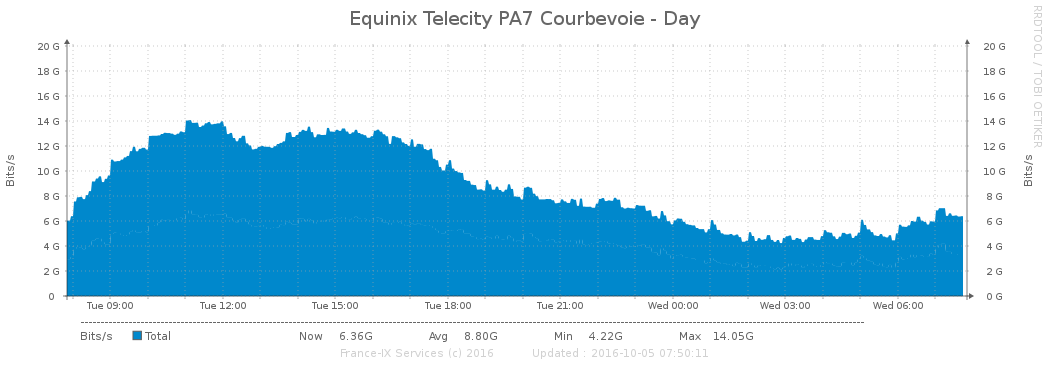 Equinix Telecity PA7 Courbevoie - Day
RRDTOOL / TOBI OETIKER
Bits/s
Bits/s
20 G 20 G
18 G 18 G
16 G 16 G
14 G 14 G
12 G 12 G
10 G 10 G
8 G 8 G
6 G 6 G
4 G 4 G
2 G 2 G
0 0 G
Tue 09:00 Tue 12:00 Tue 15:00 Tue 18:00 Tue 21:00 Wed 00:00 Wed 03:00 Wed 06:00
Bits/s Total Now 6.36G Avg 8.80G Min 4.22G Max 14.05G
France-IX Services (c) 2016 Updated : 2016-10-05 07:50:11